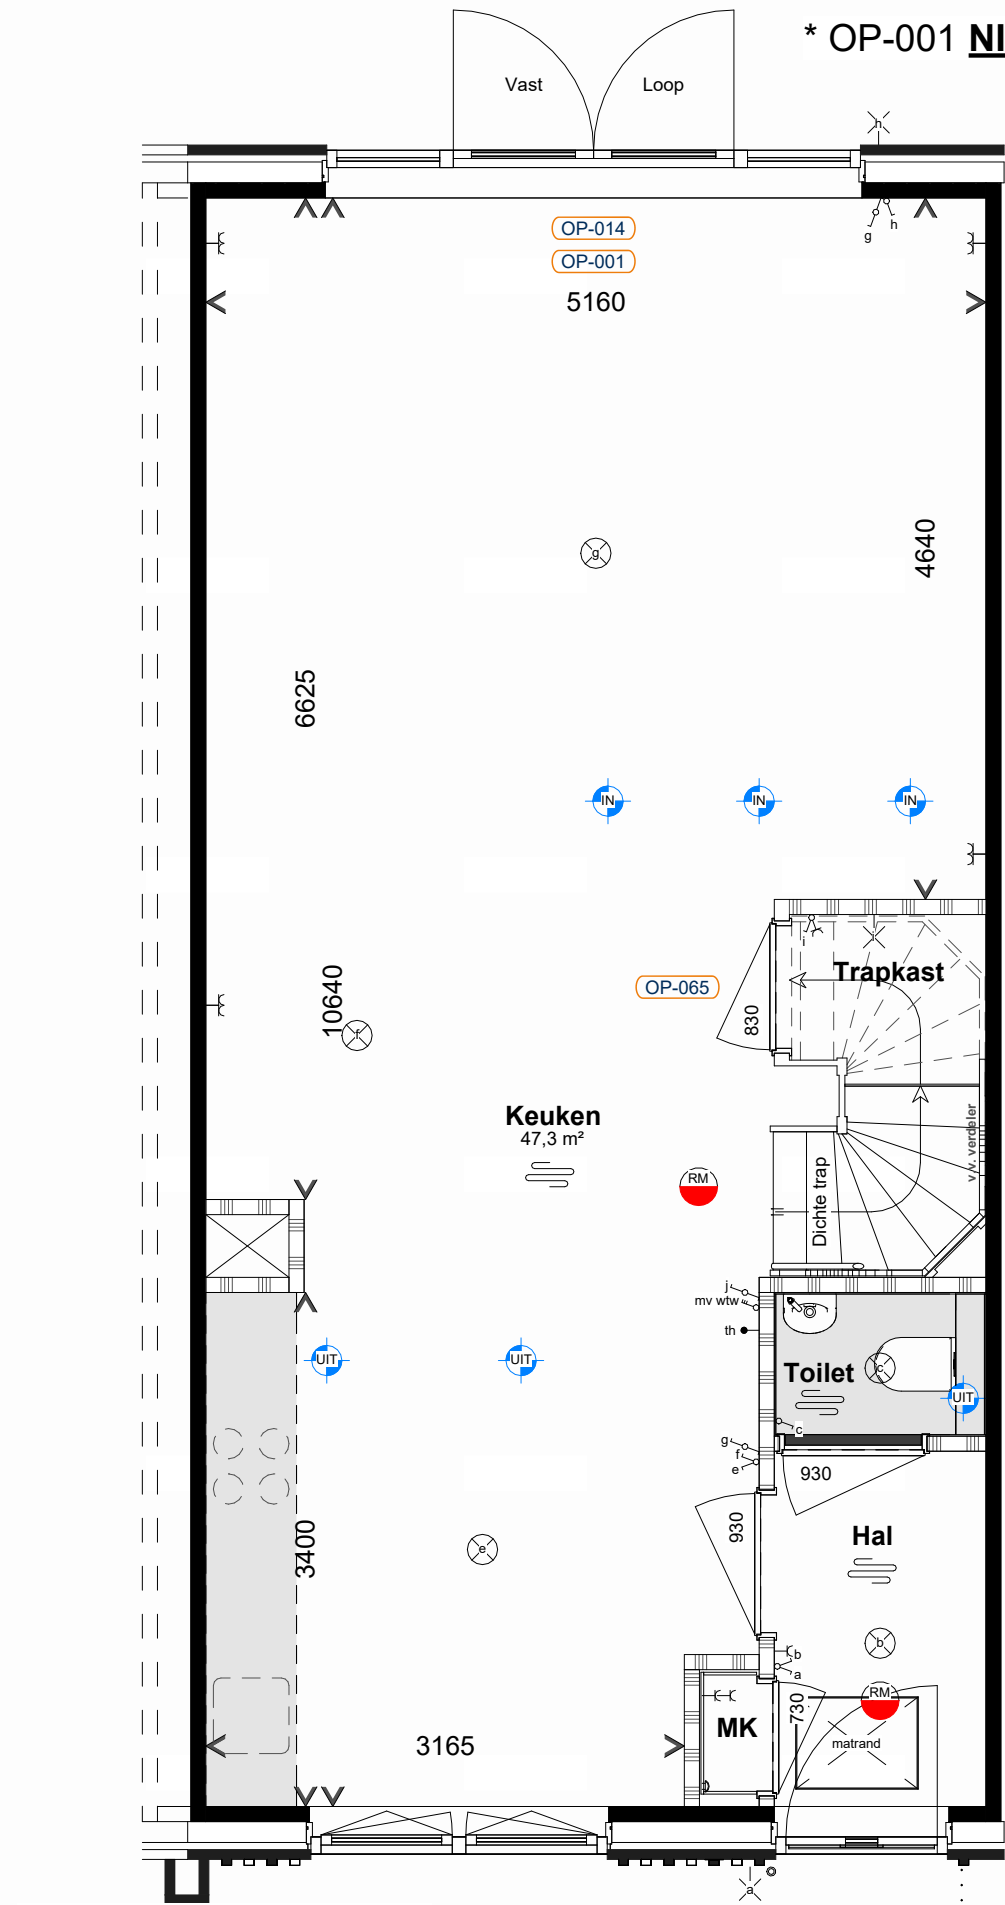 * OP-001 NI
Vast
Loop
h
g
h
OP-014
OP-001
5160
g
4640
6625
IN
IN
IN
i
i
Trapkast
OP-065
830
10640
f
Keuken
47,3 m²
RM
Dichte trap
v.v. verdeler
j
mv wtw
th
UIT
UIT
Toilet
c
UIT
c
g
f
e
930
930
3400
e
Hal
b
b
a
RM
730
MK
matrand
3165
a